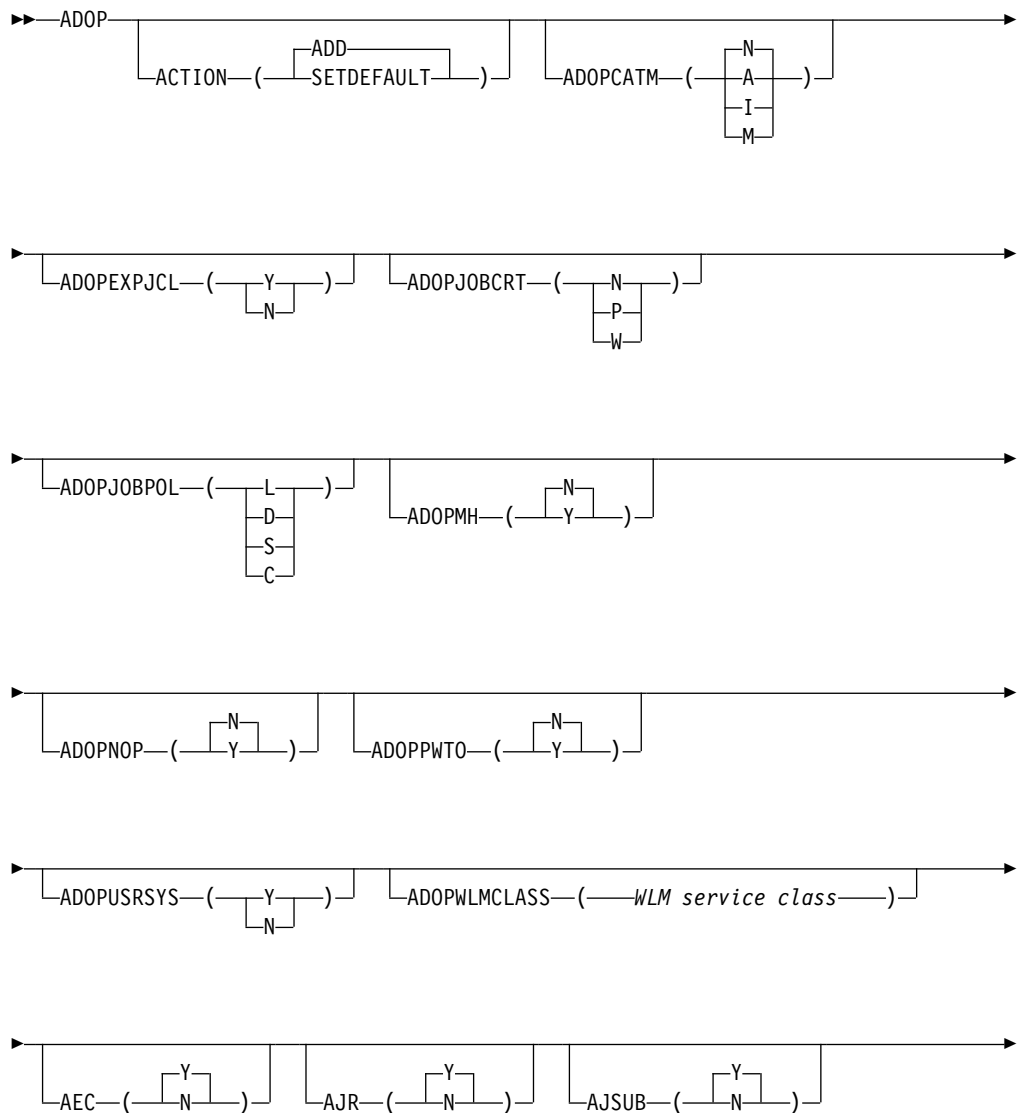 ADOP
ACTION ( ADD SETDEFAULT )
ADOPCATM ( N A I M )
ADOPEXPJCL ( Y N )
ADOPJOBCRT ( N P W )
ADOPJOBPOL ( L D S C )
ADOPMH ( N Y )
ADOPNOP ( N Y )
ADOPPWTO ( N Y )
ADOPUSRSYS ( Y N )
ADOPWLMCLASS ( WLM service class )
AEC ( Y N )
AJR ( Y N )
AJSUB ( Y N )